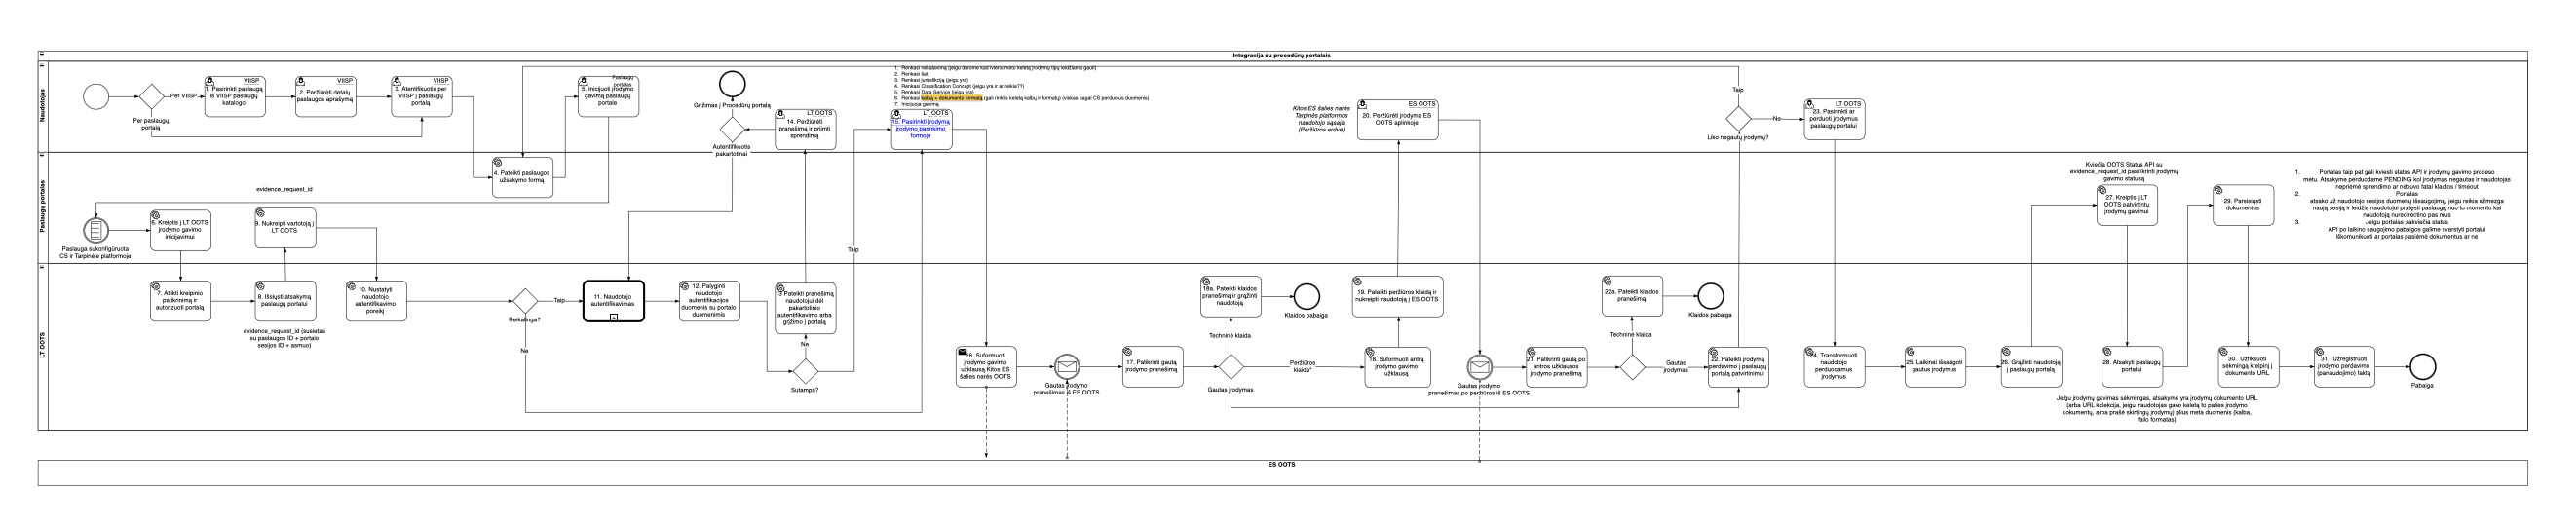 Integracija su procedūrų portalais
Naudotojas
Per VIISP
Per paslaugų
portalą
VIISP
1. Pasirinkti paslaugą
iš VIISP paslaugų
katalogo
VIISP
2. Peržiūrėti detalų
paslaugos aprašymą
VIISP
3. Atentifikuotis per
VIISP į paslaugų
portalą
Paslaugų
portalas
5. Inicijuoti įrodymo
gavimą paslaugų
portale
Grįžimas į Procedūrų portalą
Autentifikuotis
pakartotinai
LT OOTS
14. Peržiūrėti
pranešimą ir priimti
sprendimą
1. Renkasi reikalavimą (jeigu darome kad vienu metu keletą įrodymų tipų leidžiama gauti)
2. Renkasi šalį
3. Renkasi jurisdikciją (jeigu yra)
4. Renkasi Classification Concept (jeigu yra ir ar reikia??)
5. Renkasi Data Service (jeigu yra)
6. Renkasi kalbą + dokumento formatą (gali rinktis keletą kalbų ir formatų) (viskas pagal CS perduotus duomenis)
7. Inicijuoja gavimą
LT OOTS
15. Pasirinkti įrodymą
įrodymo parinkimo
formoje
Kitos ES šalies narės
Tarpinės platformos
naudotojo sąsaja
(Peržiūros erdvė)
ES OOTS
20. Peržiūrėti įrodymą ES
OOTS aplinkoje
Taip
Liko negautų įrodymų?
Ne
LT OOTS
23. Pasirinkti ar
perduoti įrodymus
paslaugų portalui
Paslaugų portalas
4. Pateikti paslaugos
užsakymo formą
evidence_request_id
Paslauga sukonfigūruota
CS ir Tarpinėje platformoje
6. Kreiptis į LT OOTS
įrodymo gavimo
inicijavimui
9. Nukreipti vartotoją į
LT OOTS
Taip
Kviečia OOTS Status API su
evidence_request_id pasitikrinti įrodymų
gavimo statusą
27. Kreiptis į LT
OOTS patvirtintų
įrodymų gavimui
29. Parsisiųsti
dokumentus
1. Portalas taip pat gali kviesti status API ir įrodymų gavimo proceso
metu. Atsakyme perduodame PENDING kol įrodymas negautas ir naudotojas
nepriėmė sprendimo ar nebuvo fatal klaidos / timeout
2. Portalas
atsako už naudotojo sesijos duomenų išsaugojimą, jeigu reikia užmezga
naują sesiją ir leidžia naudotojui pratęsti paslaugą nuo to momento kai
naudotoją nuredirectino pas mus
3. Jeigu portalas pakviečia status
API po laikino saugojimo pabaigos galime svarstyti portalui
iškomunikuoti ar portalas pasiėmė dokumentus ar ne
LT OOTS
7. Atlikti kreipinio
patikrinimą ir
autorizuoti portalą
8. Išsiųsti atsakymą
paslaugų portalui
evidence_request_id (susietas
su paslaugos ID + portalo
sesijos ID + asmuo)
10. Nustatyti
naudotojo
autentifikavimo
poreikį
Reikalinga?
Taip
Ne
11. Naudotojo
autentifikavimas
12. Palyginti
naudotojo
autentifikacijos
duomenis su portalo
duomenimis
13 Pateikti pranešimą
naudotojui dėl
pakartotinio
autentifikavimo arba
grįžimo į portalą
Ne
Sutampa?
16. Suformuoti
įrodymo gavimo
užklausą Kitos ES
šalies narės OOTS
Gautas įrodymo
pranešimas iš ES OOTS
17. Patikrinti gautą
įrodymo pranešimą
18a. Pateikti klaidos
pranešimą ir grąžinti
naudotoją
Klaidos pabaiga
Techninė klaida
Peržiūros
klaida*
Gautas įrodymas
19. Pateikti peržiūros klaidą ir
nukreipti naudotoją į ES OOTS
18. Suformuoti antrą
įrodymo gavimo
užklausą
Gautas įrodymo
pranešimas po peržiūros iš ES OOTS
21. Patikrinti gautą po
antros užklausos
įrodymo pranešimą
22a. Pateikti klaidos
pranešimą
Klaidos pabaiga
Techninė klaida
Gautas
įrodymas
22. Pateikti įrodymą
perdavimo į paslaugų
portalą patvirtinimui
24. Transformuoti
naudotojo
perduodamus
įrodymus
25. Laikinai išsaugoti
gautus įrodymus
26. Grąžinti naudotoją
į paslaugų portalą
28. Atsakyti paslaugų
portalui
Jeigu įrodymų gavimas sėkmingas, atsakyme yra įrodymų dokumento URL
(arba URL kolekcija, jeigu naudotojas gavo keletą to paties įrodymo
dokumentų, arba prašė skirtingų įrodymų) plius meta duomenis (kalba,
failo formatas)
30. Užfiksuoti
sėkmingą kreipinį į
dokumento URL
31. Užregistruoti
įrodymo perdavimo
(panaudojimo) faktą
Pabaiga
ES OOTS